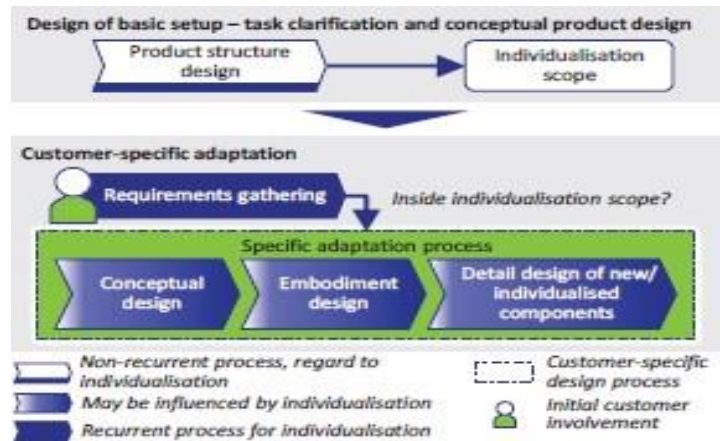 Design of basic setup – task clarification and conceptual product design
Product structure
design
Individualisation
scope
Customer-specific adaptation
Requirements gathering
Inside individualisation scope?
Specific adaptation process
Conceptual
design
Embodiment
design
Detail design of new/
individualised
components
Non-recurrent process, regard to
individualisation
May be influenced by individualisation
Recurrent process for individualisation
Customer-specific
design process
Initial customer
involvement